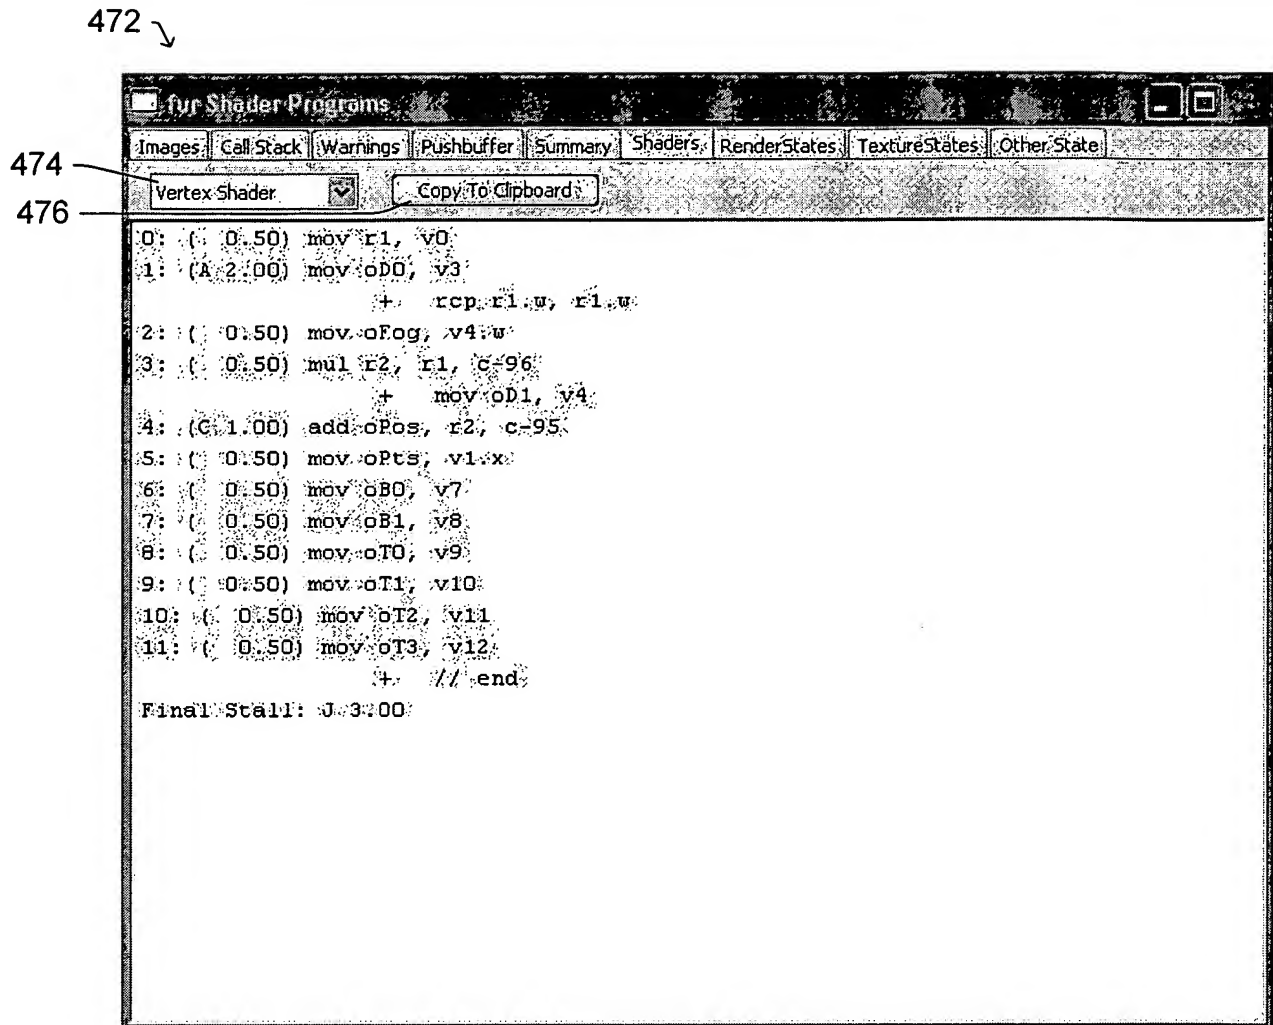 472
fur Shader Programs
Images Call Stack Warnings Pushbuffer Summary Shaders RenderStates TextureStates Other State
474
Vertex Shader Copy To Clipboard
476
0: ( 0.50) mov r1, v0
1: (A 2.00) mov oD0, v3
+ rcp r1.w, r1.w
2: ( 0.50) mov oFog, v4.w
3: ( 0.50) mul r2, r1, c-96
+ mov oD1, v4
4: (C 1.00) add oPos, r2, c-95
5: ( 0.50) mov oPts, v1.x
6: ( 0.50) mov oB0, v7
7: ( 0.50) mov oB1, v8
8: ( 0.50) mov oT0, v9
9: ( 0.50) mov oT1, v10
10: ( 0.50) mov oT2, v11
11: ( 0.50) mov oT3, v12
+ // end
Final Stall: J 3.00